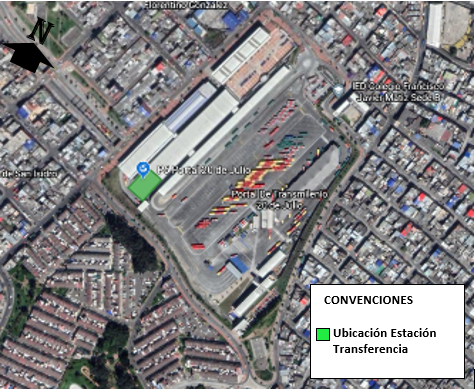 N
Florentino González
IED Colegio Francisco
Javier Matiz Sede B
Portal 20 de Julio
de San Isidro
Portal De Transmilenio
20 de Julio
CONVENCIONES
Ubicación Estación
Transferencia